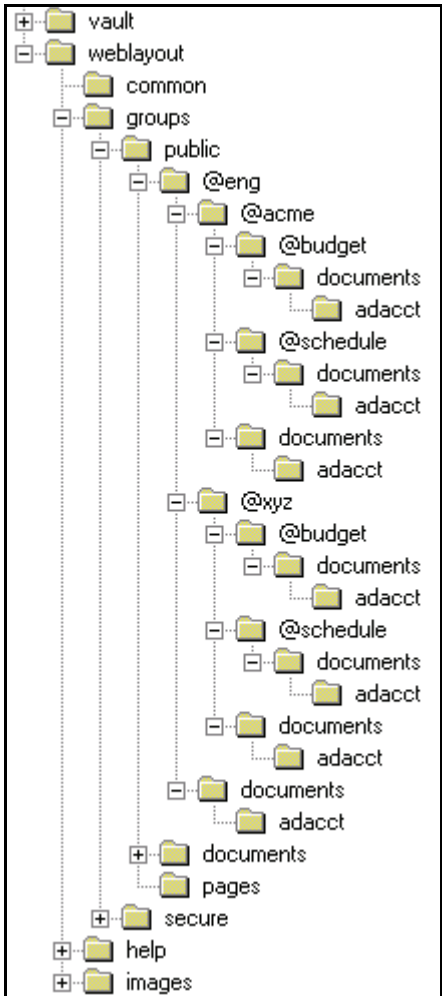 vault
weblayout
common
groups
public
@eng
@acme
@budget
documents
adacct
@schedule
documents
adacct
documents
adacct
@xyz
@budget
documents
adacct
@schedule
documents
adacct
documents
adacct
documents
adacct
documents
pages
secure
help
images